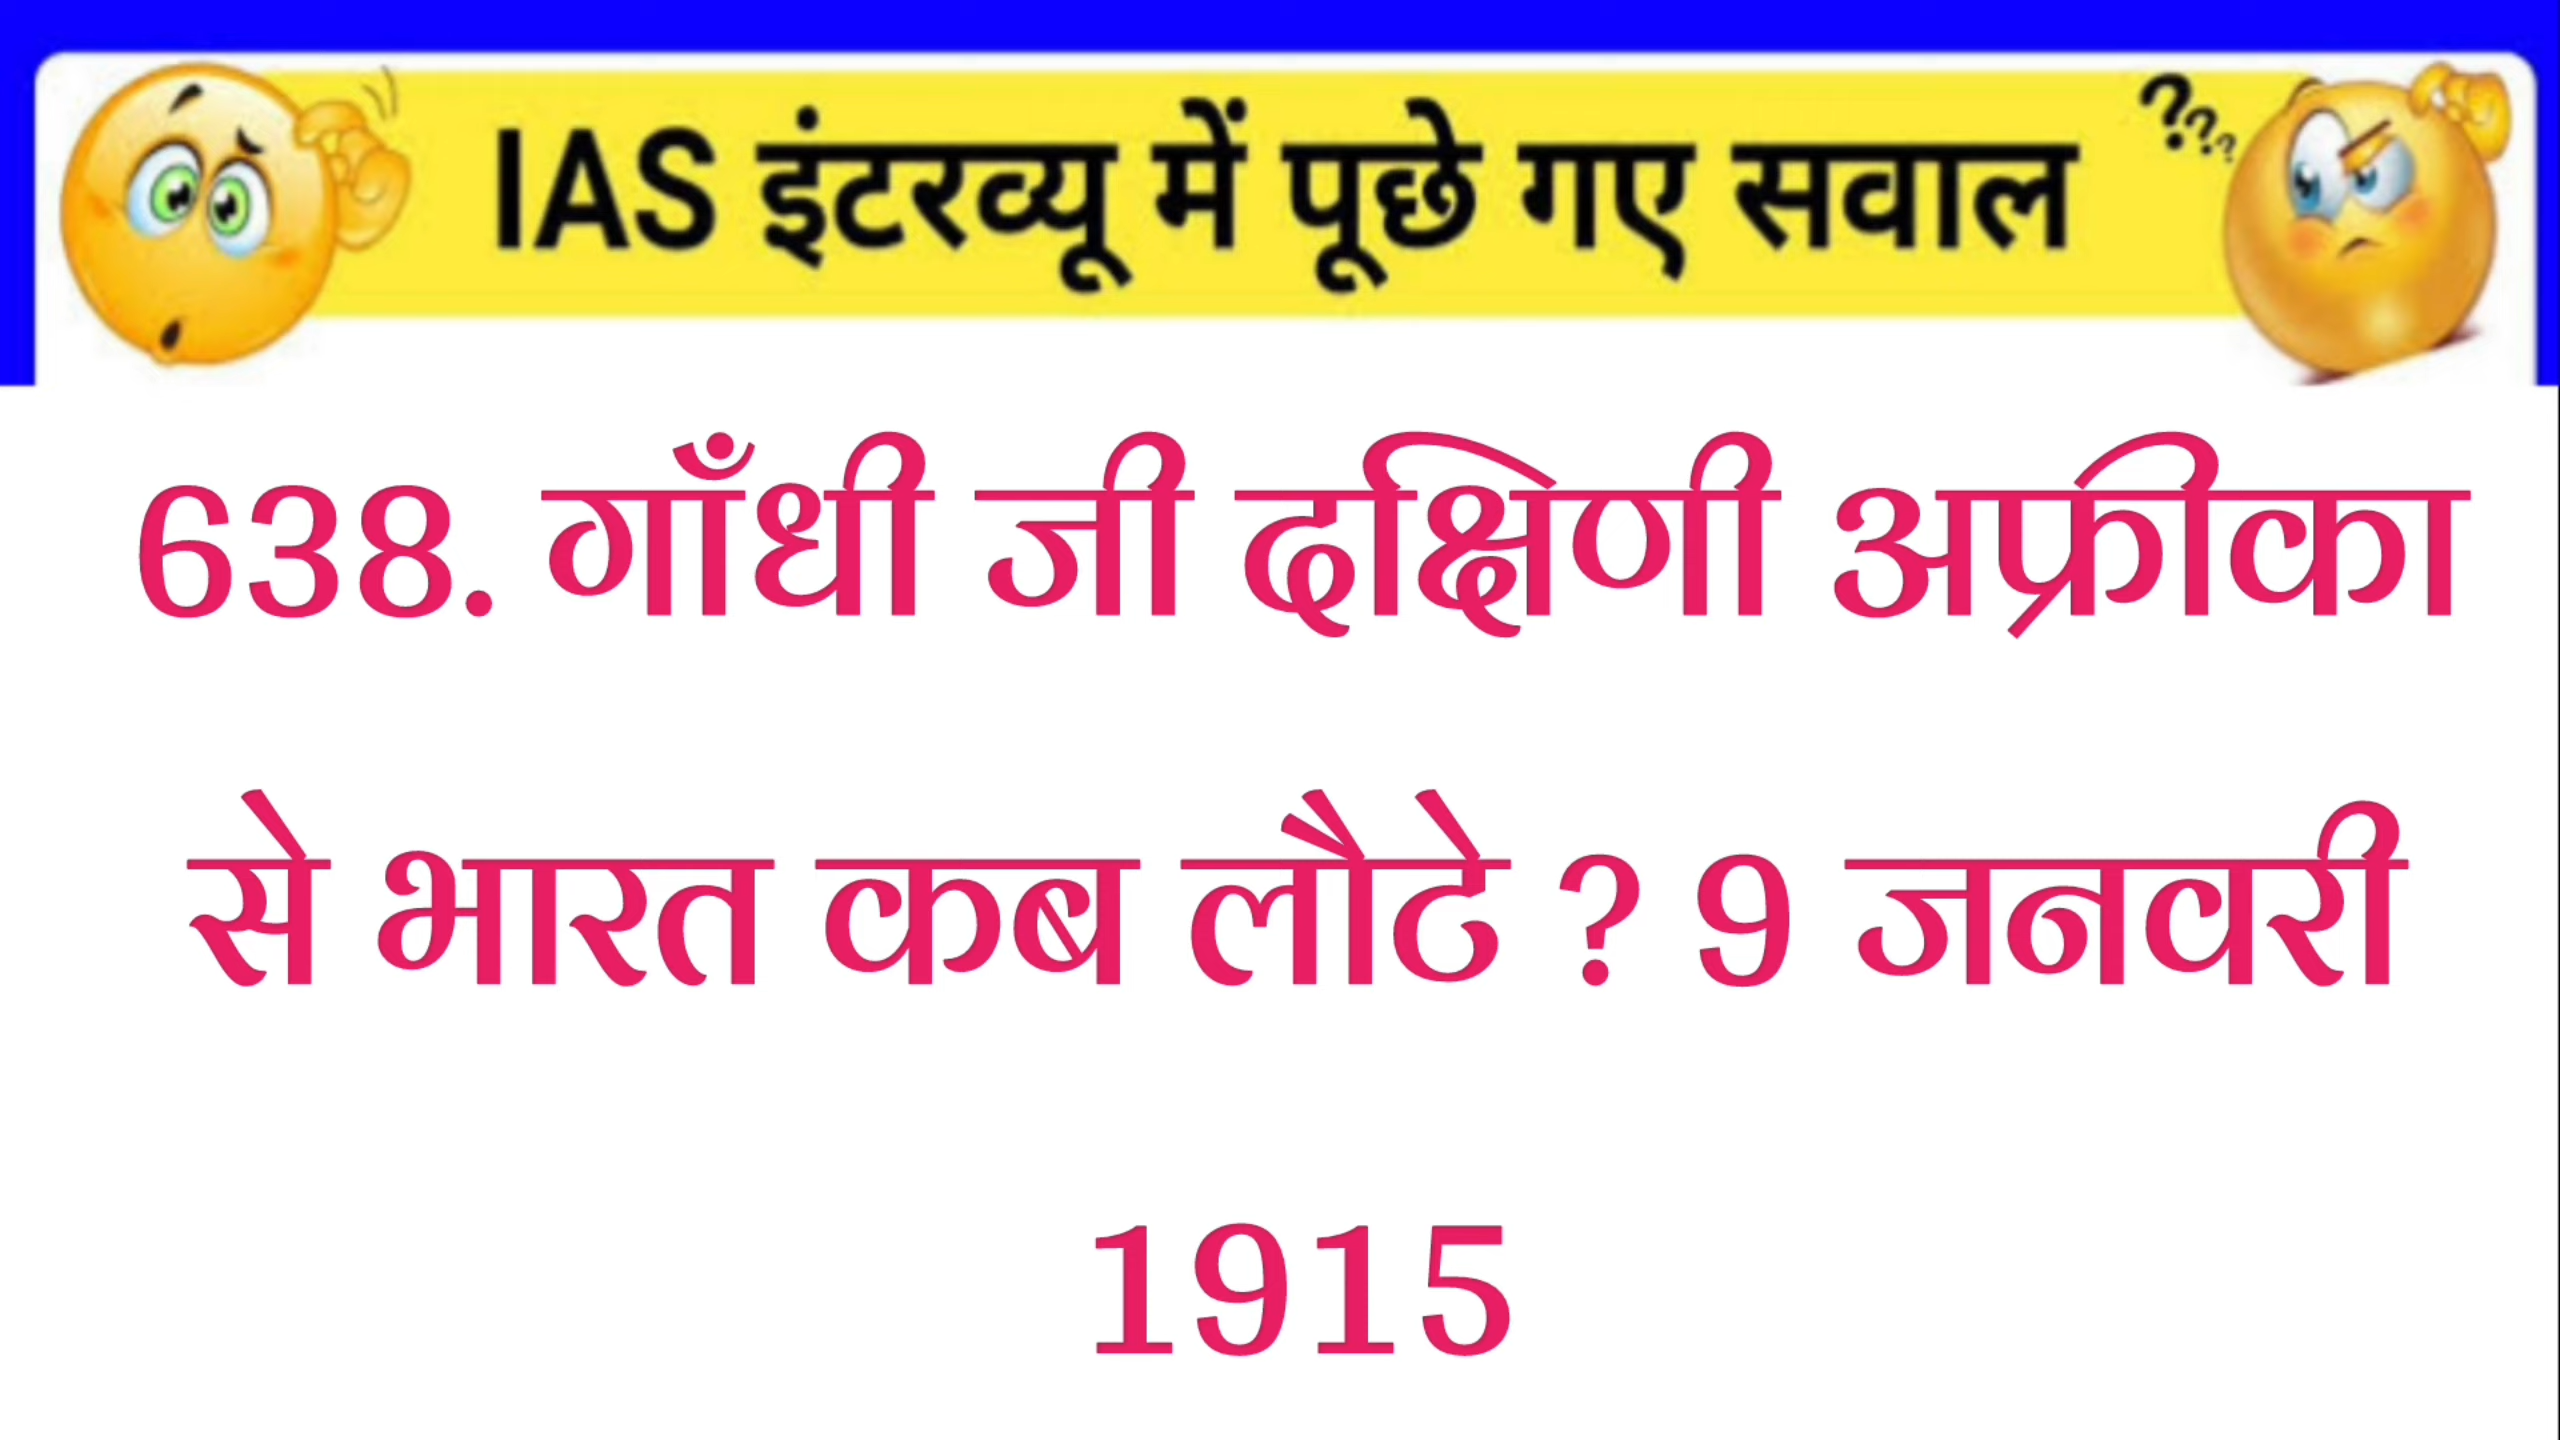 IAS इंटरव्यू में पूछे गए सवाल
???
638. गाँधी जी दक्षिणी अफ्रीका
से भारत कब लौटे ? 9 जनवरी
1915